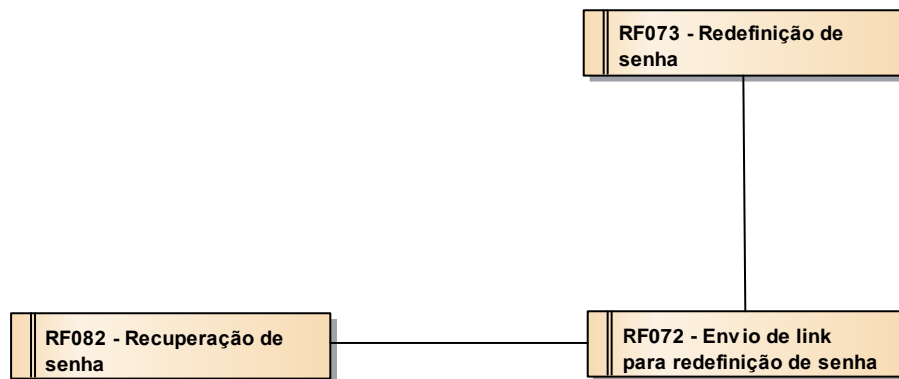 RF073 - Redefinição de
senha
RF082 - Recuperação de
senha
RF072 - Envio de link
para redefinição de senha